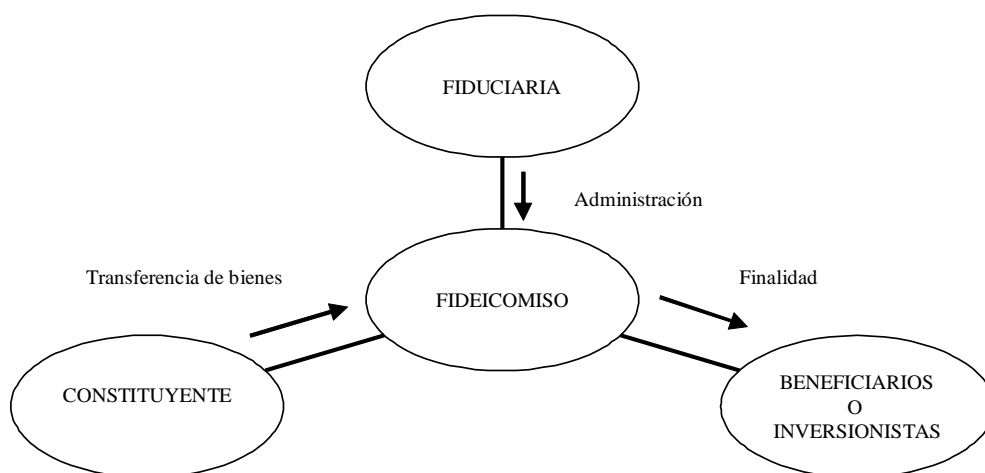 FIDUCIARIA
Administración
Transferencia de bienes
Finalidad
FIDEICOMISO
CONSTITUYENTE
BENEFICIARIOS
O
INVERSIONISTAS